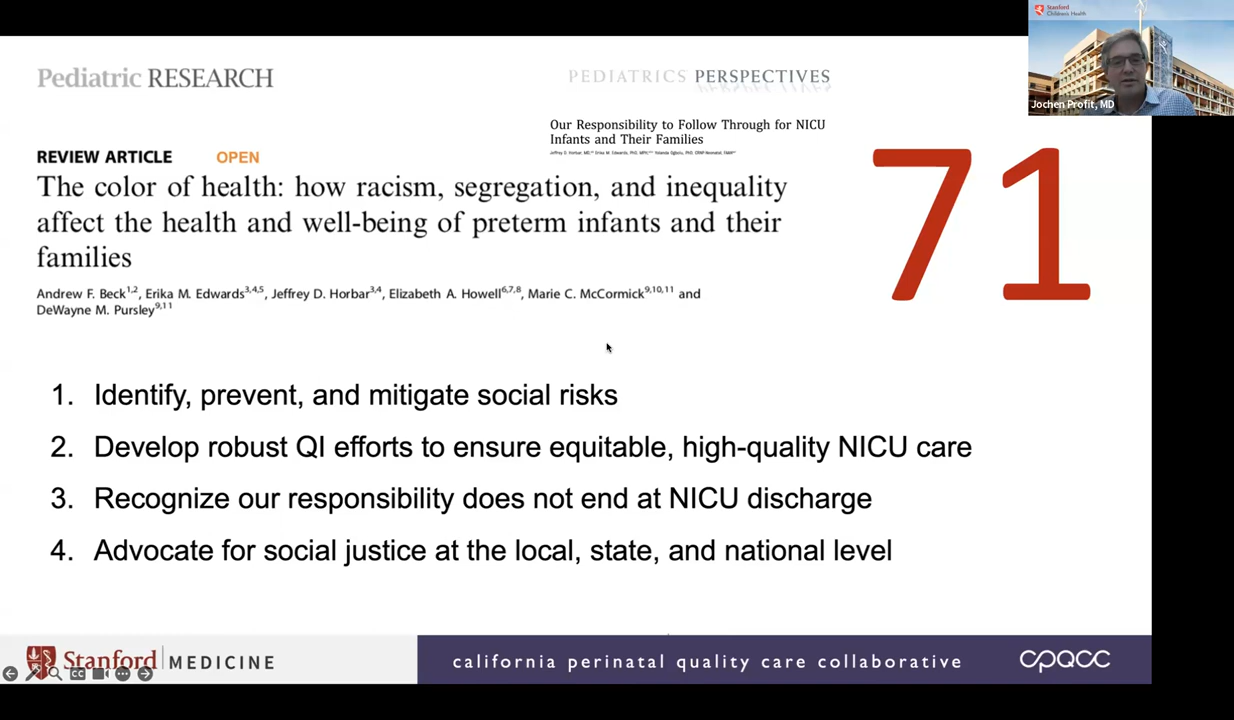 Stanford
Children's Health
Jochen Profit, MD
Pediatric RESEARCH
PEDIATRICS PERSPECTIVES
Our Responsibility to Follow Through for NICU
Infants and Their Families
REVIEW ARTICLE OPEN
The color of health: how racism, segregation, and inequality
affect the health and well-being of preterm infants and their
families
Andrew F. Beck1,2, Erika M. Edwards3,4,5, Jeffrey D. Horbar3,4, Elizabeth A. Howell6,7,8, Marie C. McCormick9,10,11 and
DeWayne M. Pursley9,11
71
1. Identify, prevent, and mitigate social risks
2. Develop robust QI efforts to ensure equitable, high-quality NICU care
3. Recognize our responsibility does not end at NICU discharge
4. Advocate for social justice at the local, state, and national level
Stanford MEDICINE
california perinatal quality care collaborative
cpqcc
CC